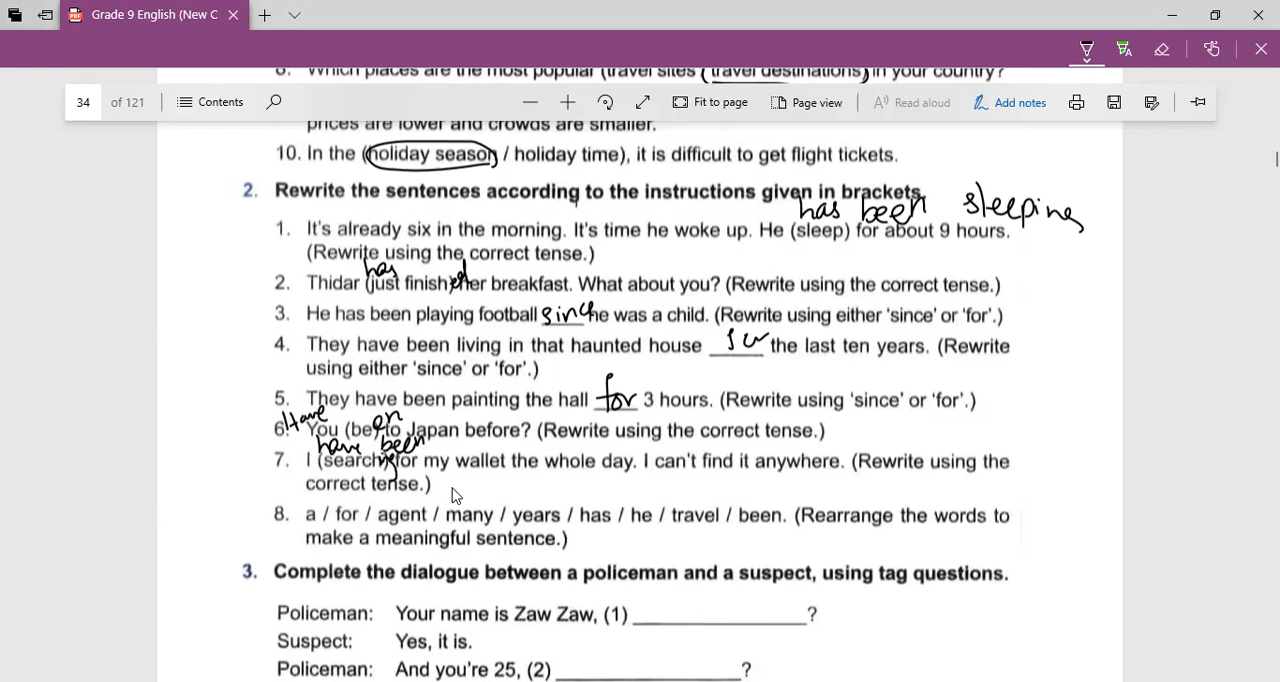 Grade 9 English (New C
8. Which places are the most popular (travel sites (travel destinations) in your country?
34 of 121 Contents Fit to page Page view Read aloud Add notes
prices are lower and crowds are smaller.
10. In the (holiday season / holiday time), it is difficult to get flight tickets.
2. Rewrite the sentences according to the instructions given in brackets.
has been sleeping
1. It's already six in the morning. It's time he woke up. He (sleep) for about 9 hours.
(Rewrite using the correct tense.)
has ed
2. Thidar (just finish) her breakfast. What about you? (Rewrite using the correct tense.)
3. He has been playing football since he was a child. (Rewrite using either 'since' or 'for'.)
4. They have been living in that haunted house ____ the last ten years. (Rewrite
using either 'since' or 'for'.)
5. They have been painting the hall for 3 hours. (Rewrite using 'since' or 'for'.)
Have en
6. You (be) to Japan before? (Rewrite using the correct tense.)
have been
7. I (search) for my wallet the whole day. I can't find it anywhere. (Rewrite using the
correct tense.)
8. a / for / agent / many / years / has / he / travel / been. (Rearrange the words to
make a meaningful sentence.)
3. Complete the dialogue between a policeman and a suspect, using tag questions.
Policeman: Your name is Zaw Zaw, (1) ____________________?
Suspect: Yes, it is.
Policeman: And you're 25, (2) ____________________?